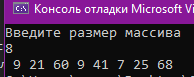 Консоль отладки Microsoft Vi
Введите размер массива
8
9 21 60 9 41 7 25 68